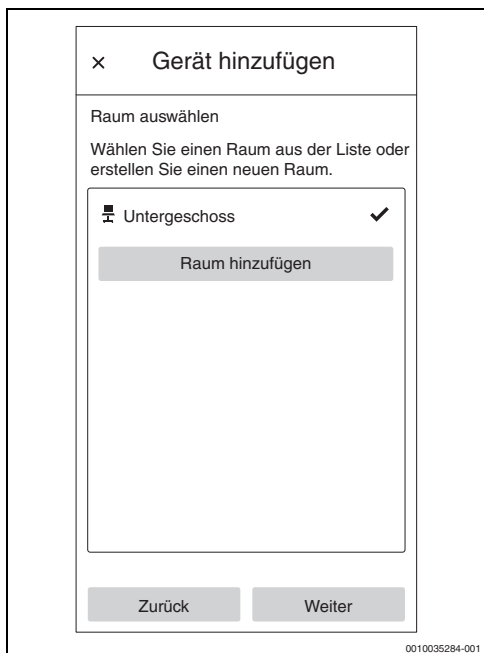 × Gerät hinzufügen
Raum auswählen
Wählen Sie einen Raum aus der Liste oder
erstellen Sie einen neuen Raum.
Untergeschoss
Raum hinzufügen
Zurück Weiter
0010035284-001